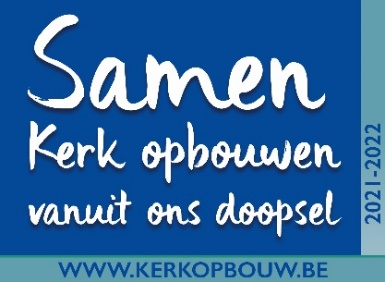 Samen
Kerk opbouwen
vanuit ons doopsel
2021-2022
WWW.KERKOPBOUW.BE